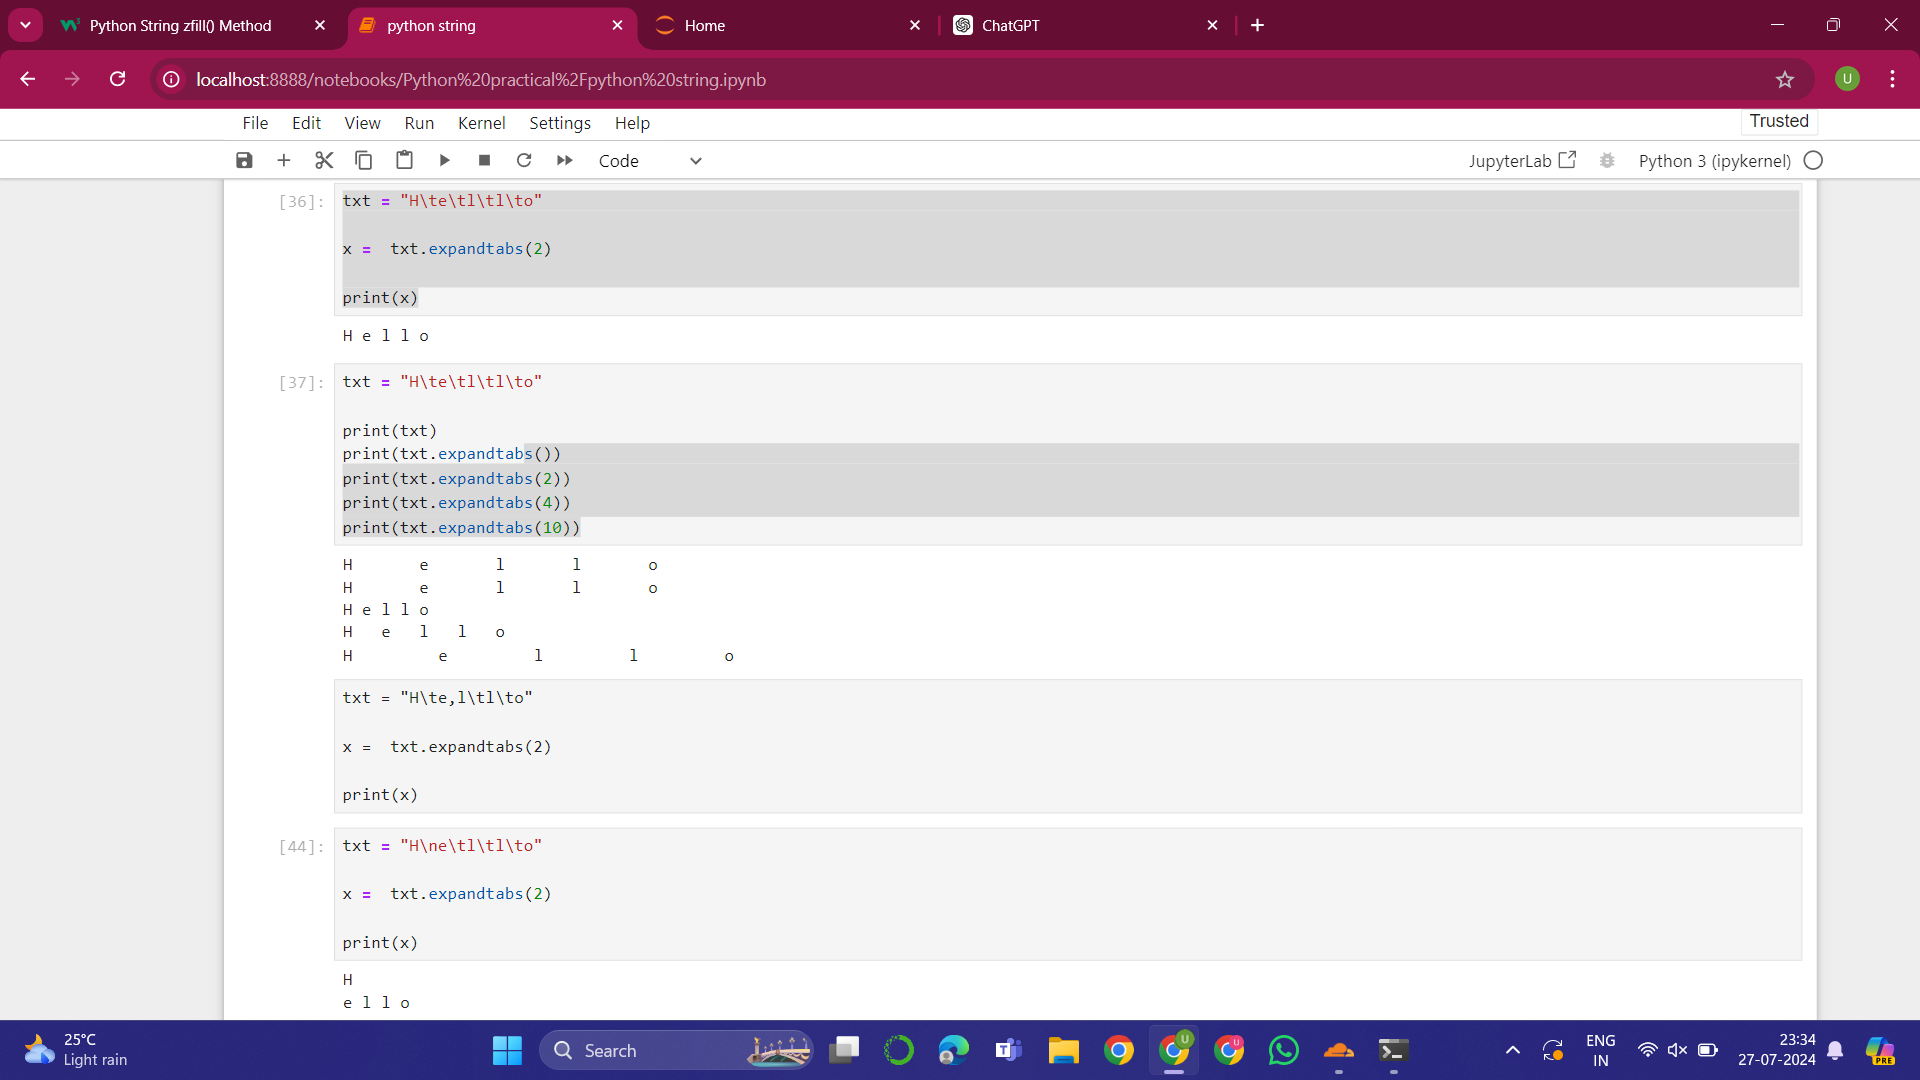 Python String zfill() Method
python string
Home
ChatGPT
localhost:8888/notebooks/Python%20practical%2Fpython%20string.ipynb
U
File Edit View Run Kernel Settings Help
Trusted
Code
JupyterLab
Python 3 (ipykernel)
[36]:
txt = "H\te\tl\tl\to"
x =  txt.expandtabs(2)
print(x)
H e l l o
[37]:
txt = "H\te\tl\tl\to"
print(txt)
print(txt.expandtabs())
print(txt.expandtabs(2))
print(txt.expandtabs(4))
print(txt.expandtabs(10))
H       e       l       l       o
H       e       l       l       o
H e l l o
H   e   l   l   o
H         e         l         l         o
txt = "H\te,l\tl\to"
x =  txt.expandtabs(2)
print(x)
[44]:
txt = "H\ne\tl\tl\to"
x =  txt.expandtabs(2)
print(x)
H
e l l o
25°C
Light rain
Search
U
U
ENG
IN
23:34
27-07-2024
PRE